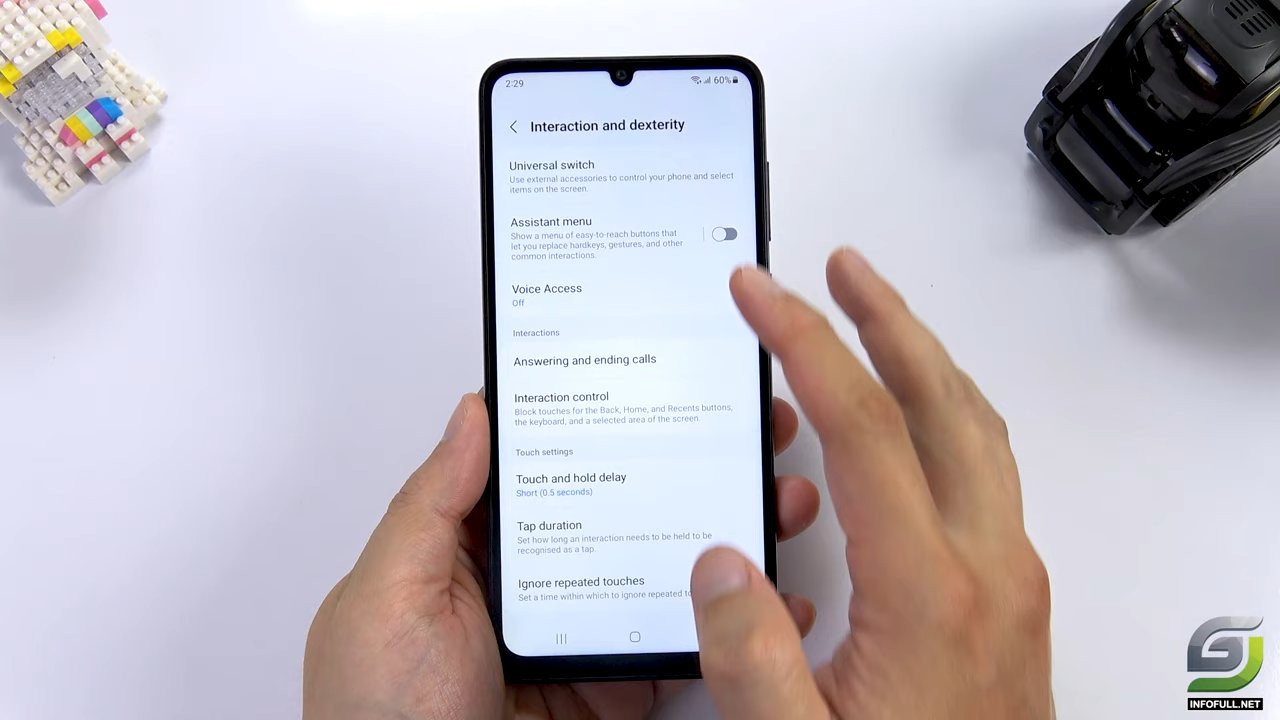 2:29
60%
Interaction and dexterity
Universal switch
Use external accessories to control your phone and select
items on the screen.
Assistant menu
Show a menu of easy-to-reach buttons that
let you replace hardkeys, gestures, and other
common interactions.
Voice Access
Off
Interactions
Answering and ending calls
Interaction control
Block touches for the Back, Home, and Recents buttons,
the keyboard, and a selected area of the screen.
Touch settings
Touch and hold delay
Short (0.5 seconds)
Tap duration
Set how long an interaction needs to be held to be
recognised as a tap.
Ignore repeated touches
Set a time within which to ignore repeated
INFOFULL.NET